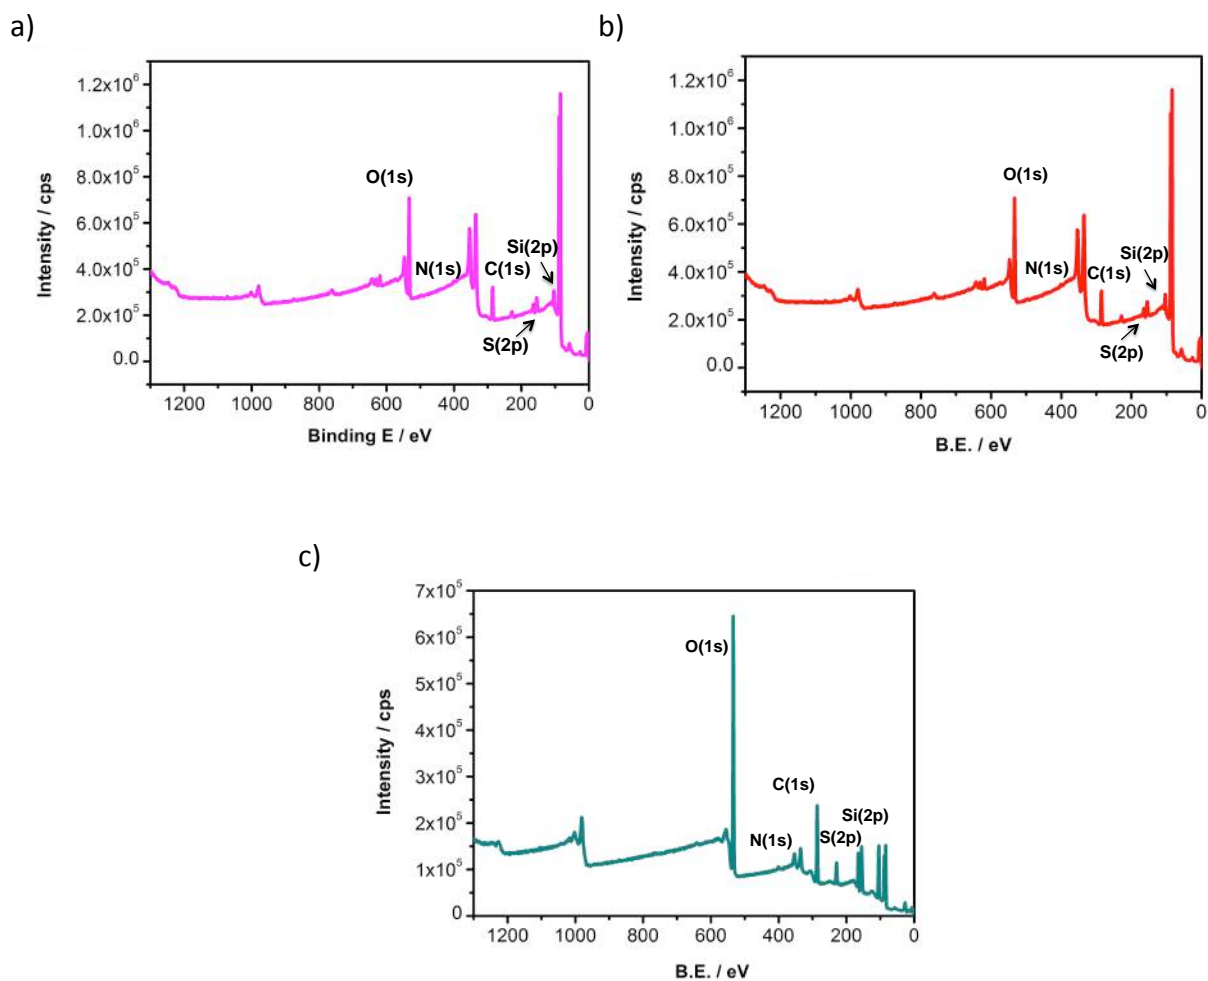 a)
1.2x10⁶
1.0x10⁶
8.0x10⁵
6.0x10⁵
4.0x10⁵
2.0x10⁵
0.0
Intensity / cps
O(1s)
N(1s)
C(1s)
Si(2p)
S(2p)
1200 1000 800 600 400 200 0
Binding E / eV
b)
1.2x10⁶
1.0x10⁶
8.0x10⁵
6.0x10⁵
4.0x10⁵
2.0x10⁵
0.0
Intensity / cps
O(1s)
N(1s)
C(1s)
Si(2p)
S(2p)
1200 1000 800 600 400 200 0
B.E. / eV
c)
7x10⁵
6x10⁵
5x10⁵
4x10⁵
3x10⁵
2x10⁵
1x10⁵
0
Intensity / cps
O(1s)
N(1s)
C(1s)
S(2p)
Si(2p)
1200 1000 800 600 400 200 0
B.E. / eV